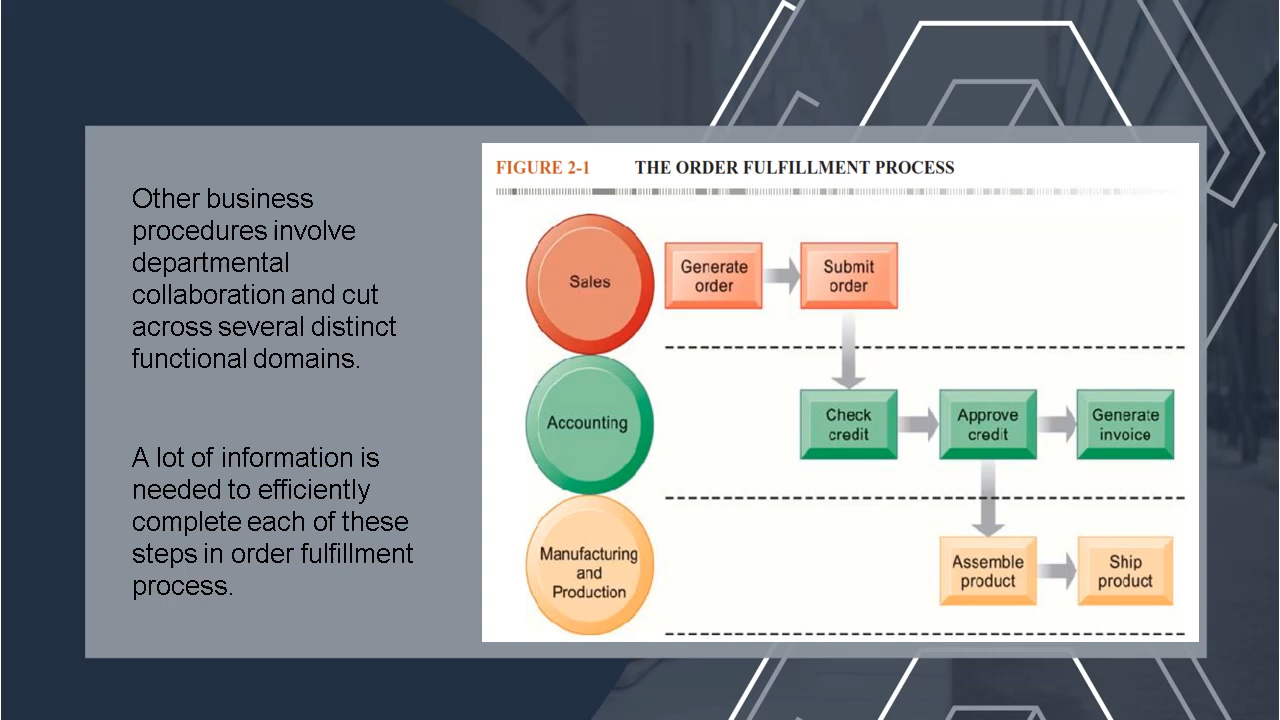 Other business
procedures involve
departmental
collaboration and cut
across several distinct
functional domains.
A lot of information is
needed to efficiently
complete each of these
steps in order fulfillment
process.
FIGURE 2-1 THE ORDER FULFILLMENT PROCESS
Sales
Generate
order
Submit
order
Accounting
Check
credit
Approve
credit
Generate
invoice
Manufacturing
and
Production
Assemble
product
Ship
product